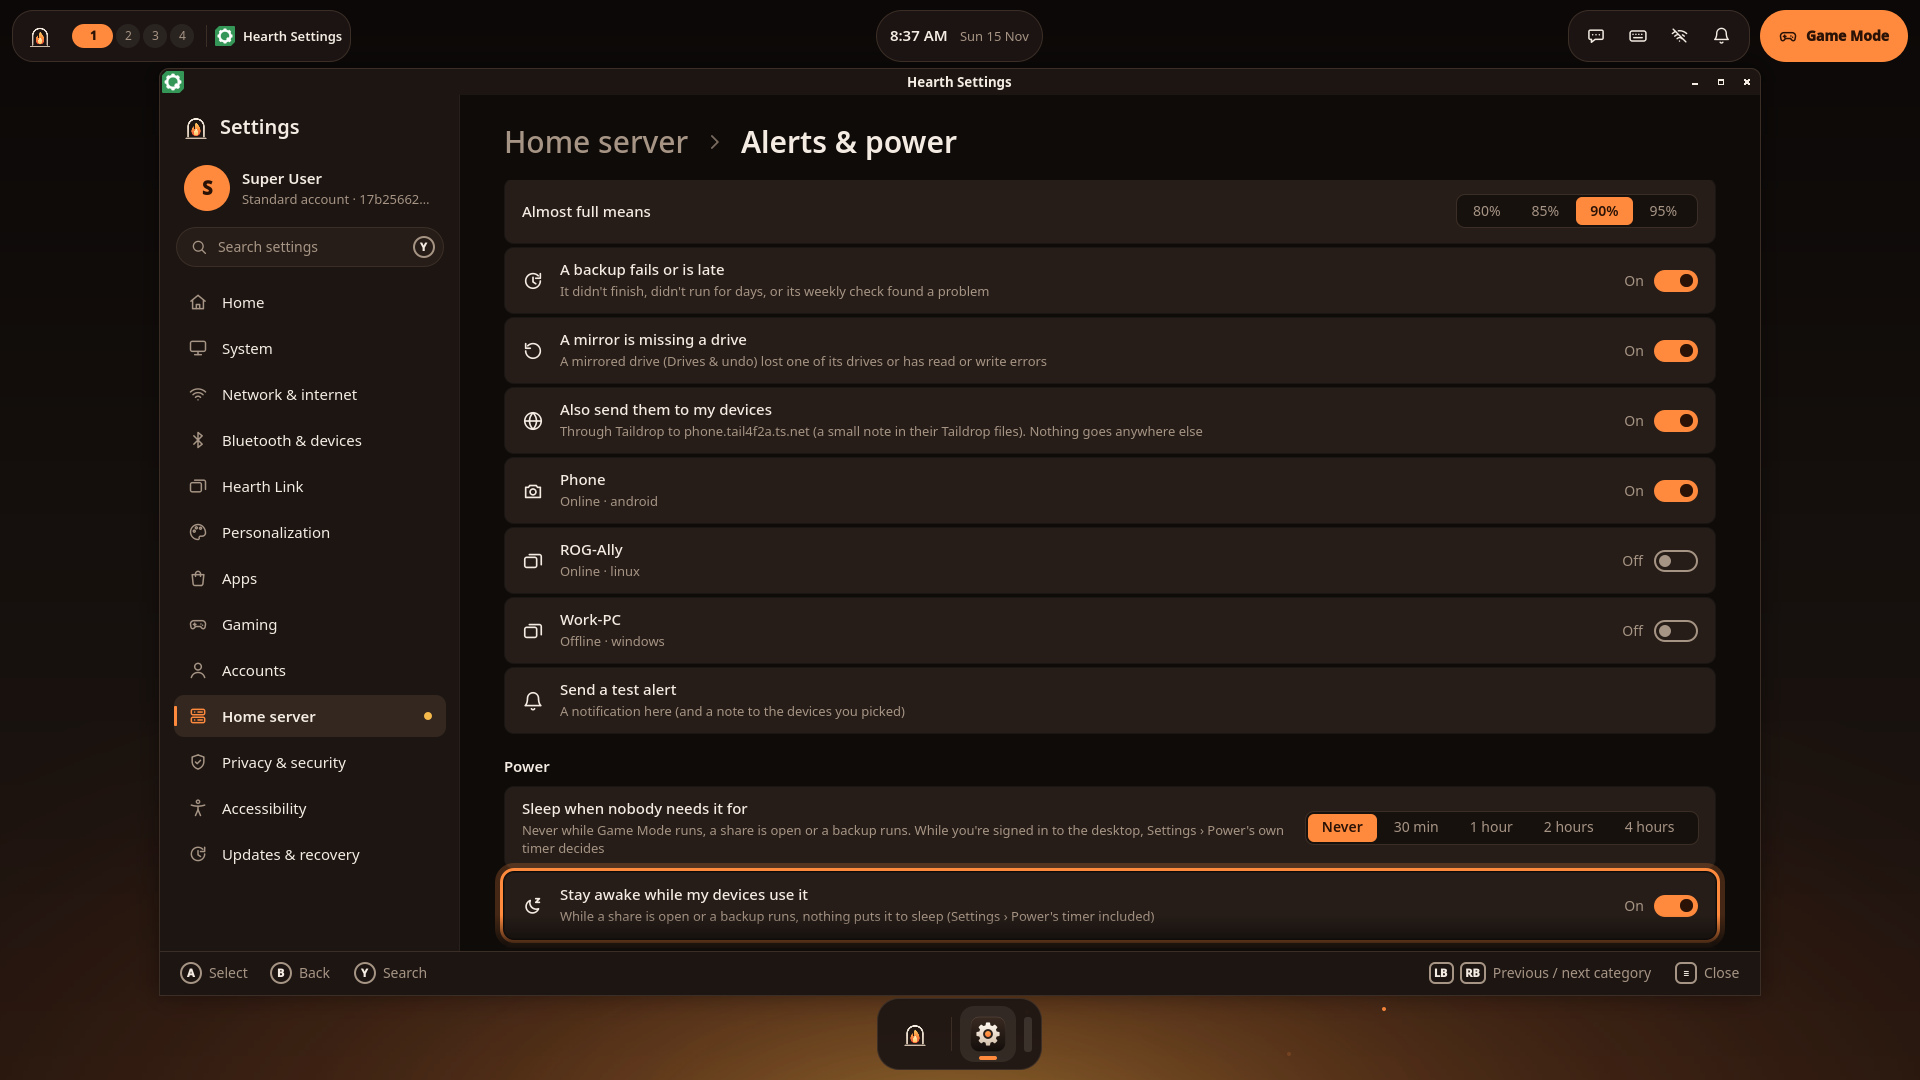 1 2 3 4 Hearth Settings
8:37 AM Sun 15 Nov
Game Mode
Hearth Settings
Settings
S
Super User
Standard account · 17b25662...
Search settings Y
Home
System
Network & internet
Bluetooth & devices
Hearth Link
Personalization
Apps
Gaming
Accounts
Home server
Privacy & security
Accessibility
Updates & recovery
Home server › Alerts & power
Almost full means 80% 85% 90% 95%
A backup fails or is late
It didn't finish, didn't run for days, or its weekly check found a problem
On
A mirror is missing a drive
A mirrored drive (Drives & undo) lost one of its drives or has read or write errors
On
Also send them to my devices
Through Taildrop to phone.tail4f2a.ts.net (a small note in their Taildrop files). Nothing goes anywhere else
On
Phone
Online · android
On
ROG-Ally
Online · linux
Off
Work-PC
Offline · windows
Off
Send a test alert
A notification here (and a note to the devices you picked)
Power
Sleep when nobody needs it for
Never while Game Mode runs, a share is open or a backup runs. While you're signed in to the desktop, Settings › Power's own
timer decides
Never 30 min 1 hour 2 hours 4 hours
Stay awake while my devices use it
While a share is open or a backup runs, nothing puts it to sleep (Settings › Power's timer included)
On
A Select B Back Y Search
LB RB Previous / next category ≡ Close